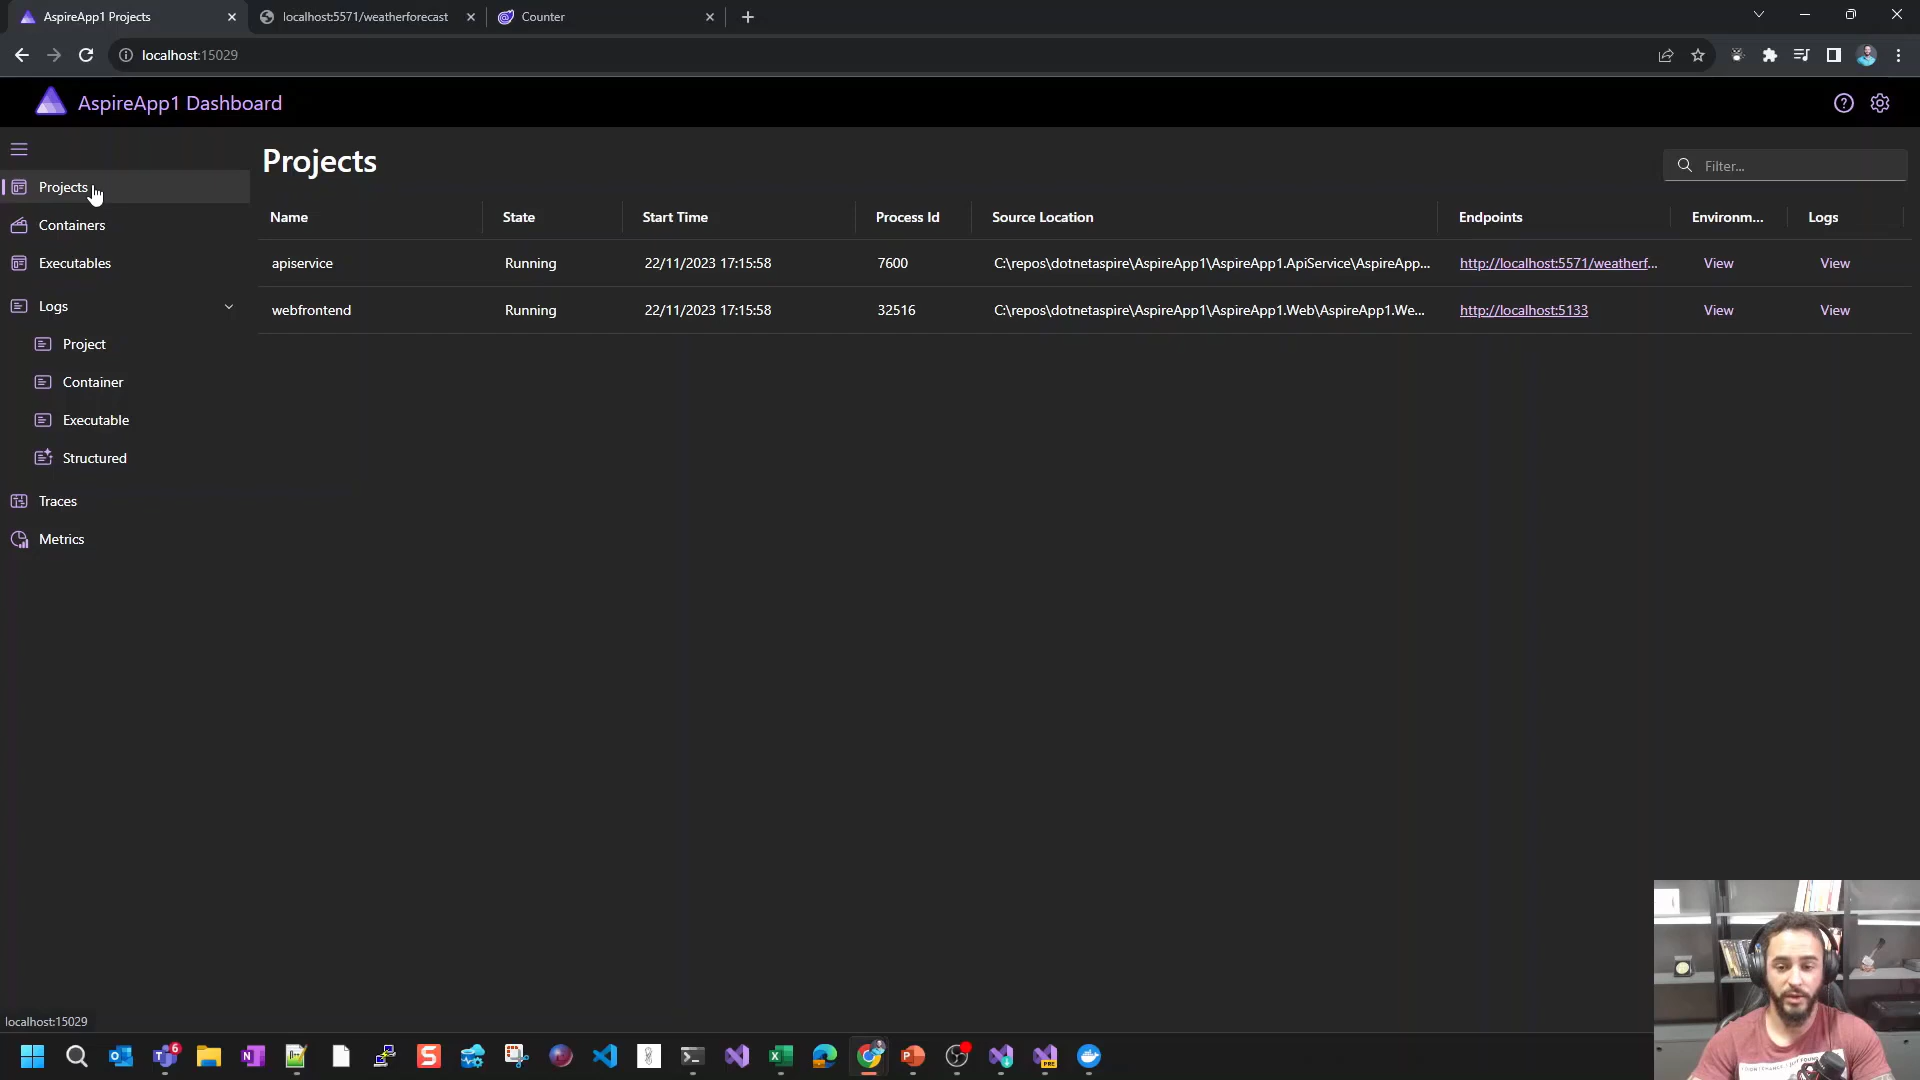 AspireApp1 Projects
localhost:5571/weatherforecast
Counter
localhost:15029
AspireApp1 Dashboard
Projects
Containers
Executables
Logs
Project
Container
Executable
Structured
Traces
Metrics
Projects
Filter...
Name State Start Time Process Id Source Location Endpoints Environm... Logs
apiservice Running 22/11/2023 17:15:58 7600 C:\repos\dotnetaspire\AspireApp1\AspireApp1.ApiService\AspireApp... http://localhost:5571/weatherf... View View
webfrontend Running 22/11/2023 17:15:58 32516 C:\repos\dotnetaspire\AspireApp1\AspireApp1.Web\AspireApp1.We... http://localhost:5133 View View
localhost:15029
6
PRE